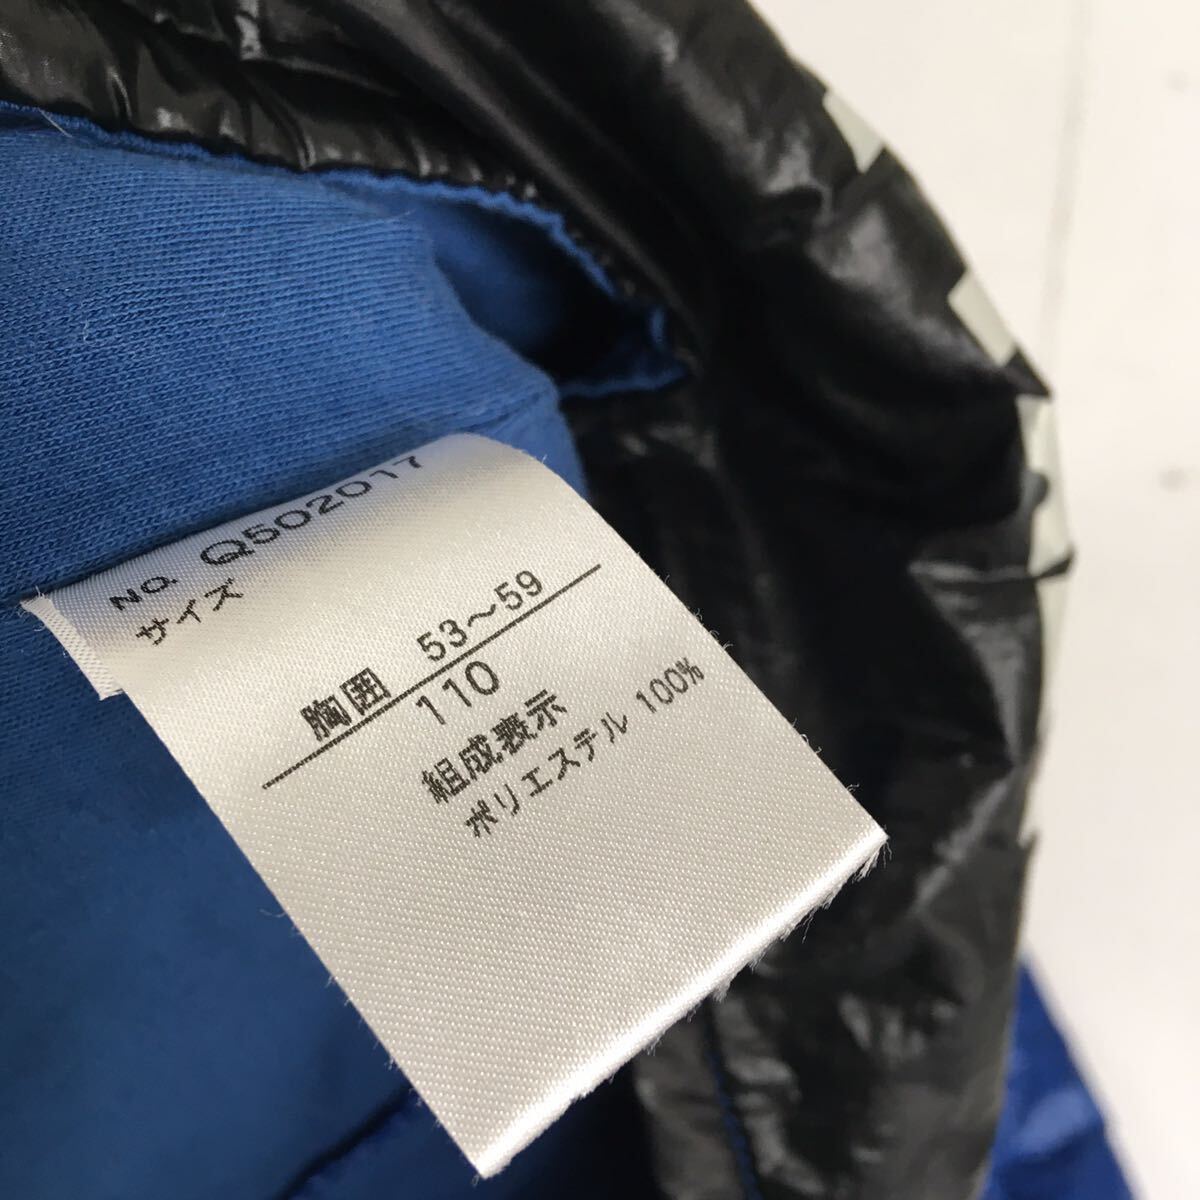 NO. Q502017
サイズ
胸囲 53～59
110
組成表示
ポリエステル 100%